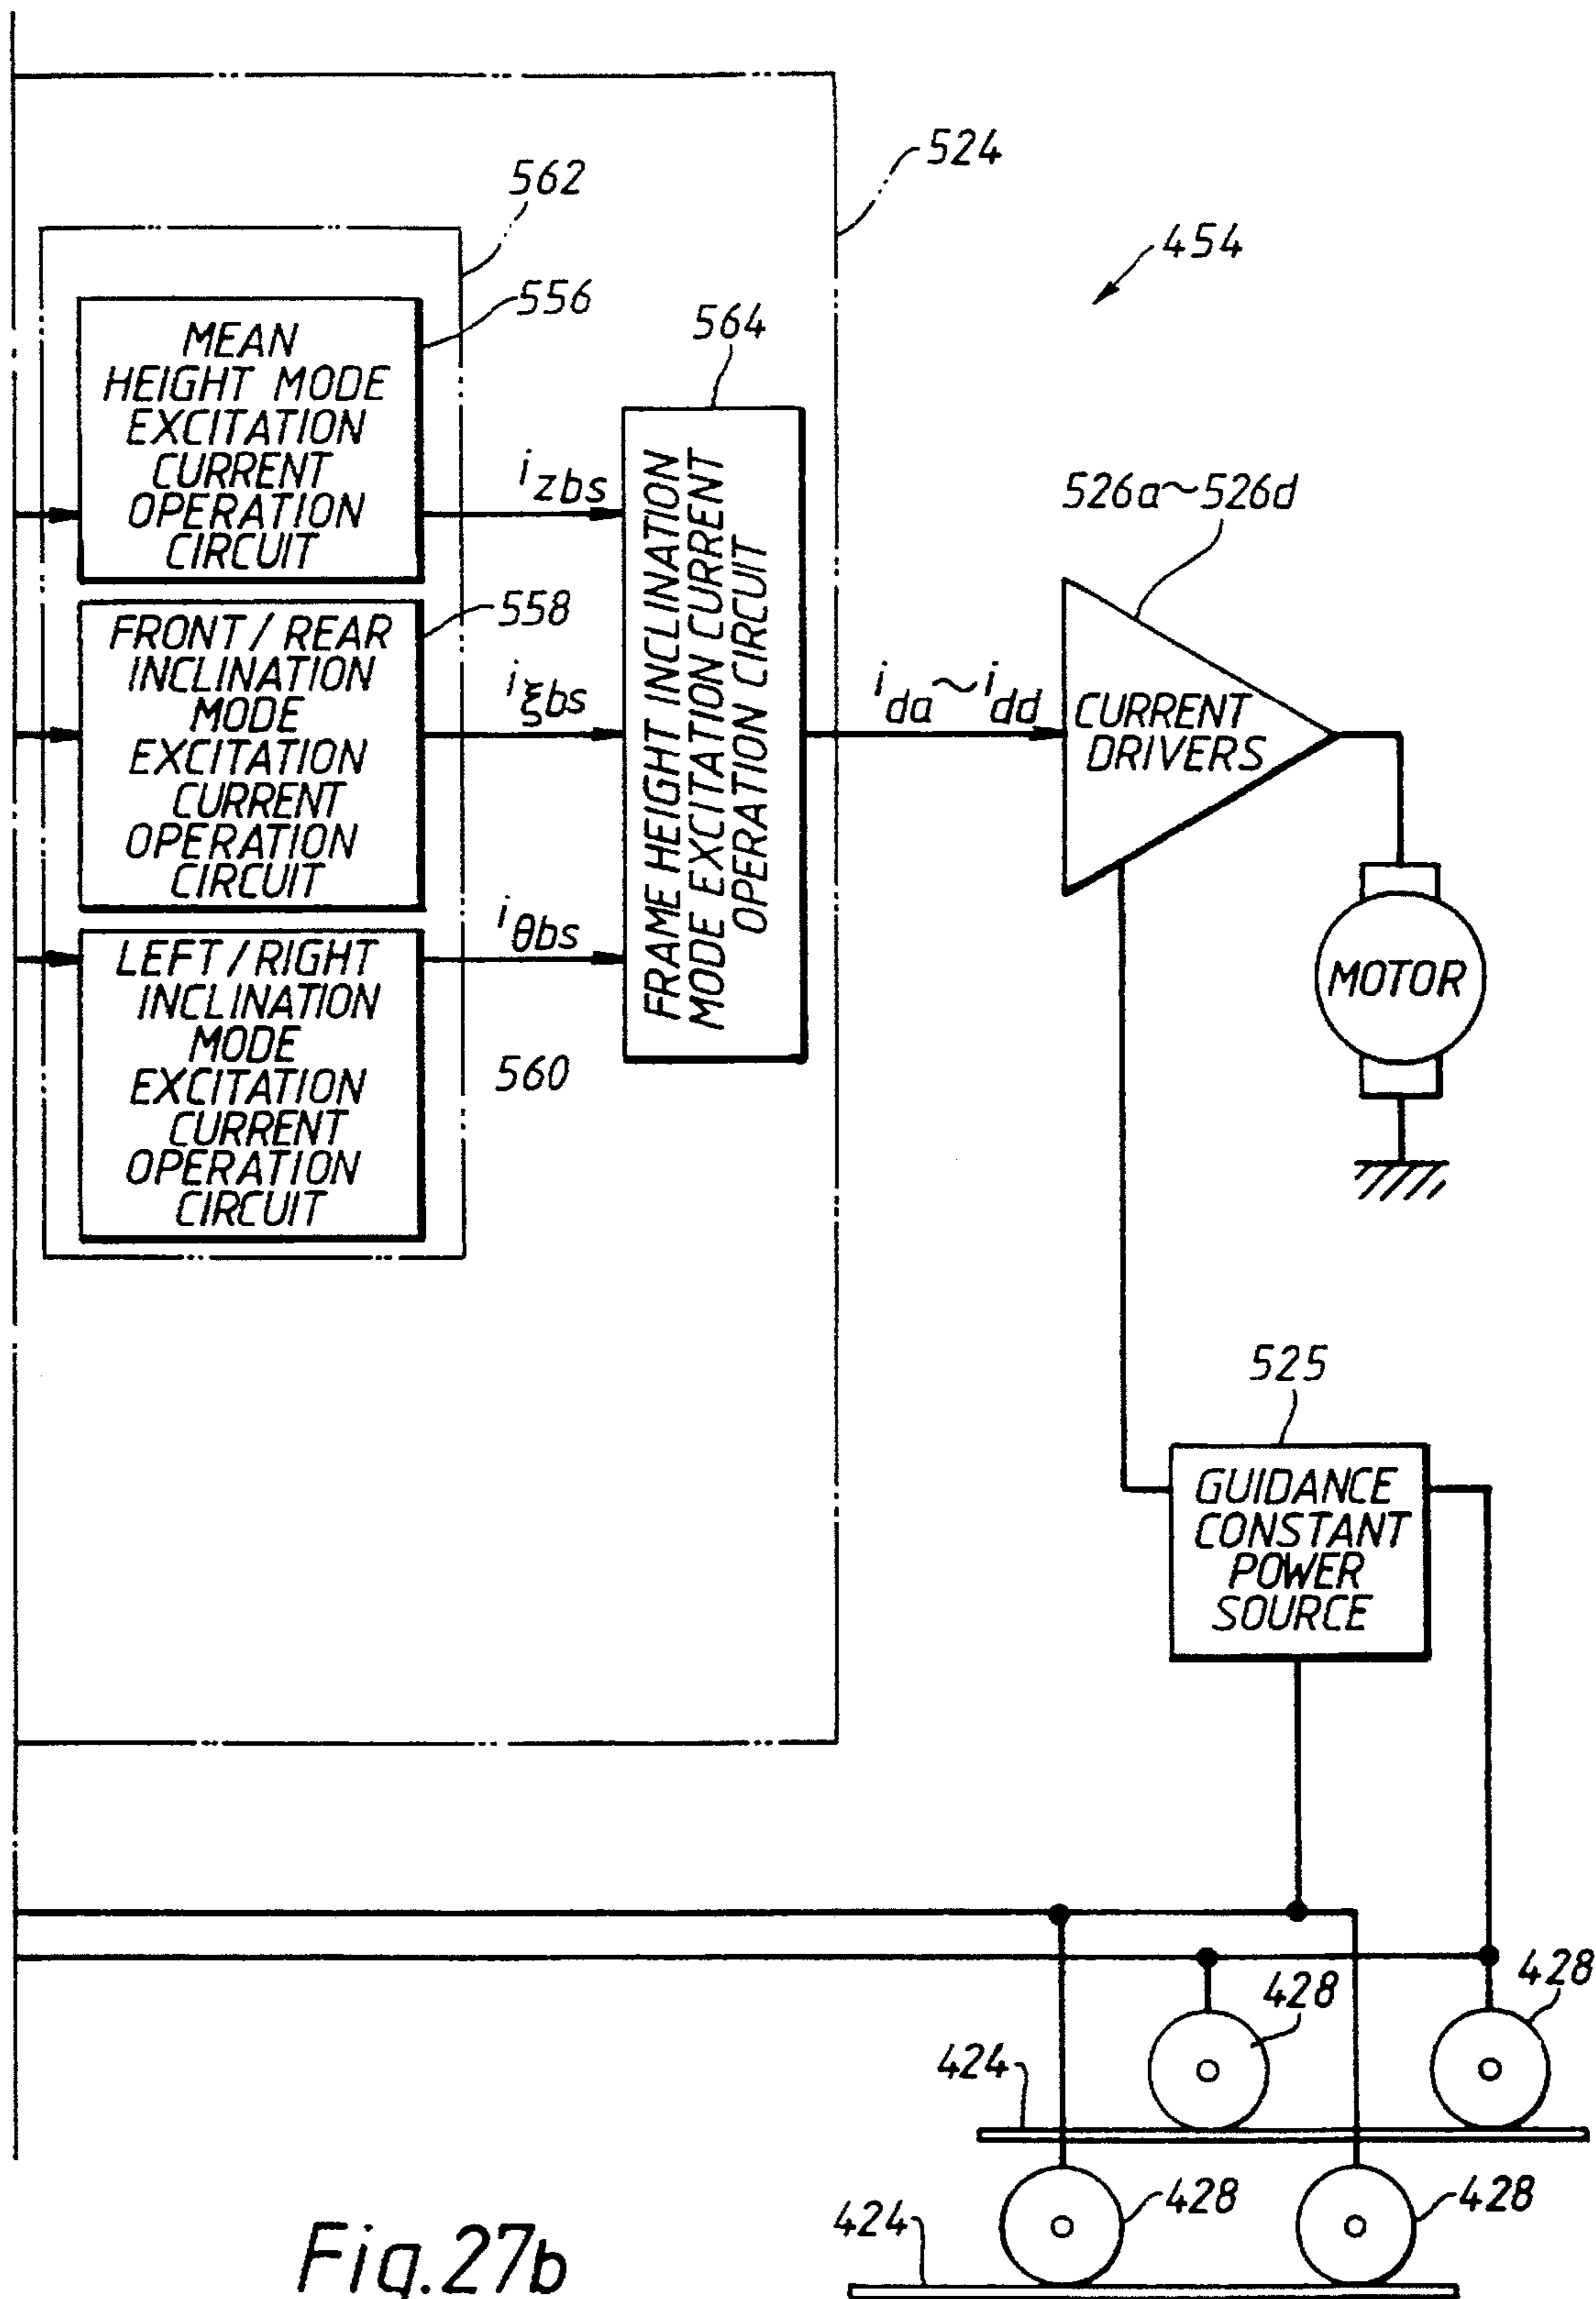 524
562
454
556
MEAN
HEIGHT MODE
EXCITATION
CURRENT
OPERATION
CIRCUIT
564
i zbs
526a~526d
FRONT / REAR
INCLINATION
MODE
EXCITATION
CURRENT
OPERATION
CIRCUIT
558
i ξbs
FRAME HEIGHT INCLINATION
MODE EXCITATION CURRENT
OPERATION CIRCUIT
i da ~ i dd
CURRENT
DRIVERS
LEFT / RIGHT
INCLINATION
MODE
EXCITATION
CURRENT
OPERATION
CIRCUIT
i θbs
560
MOTOR
525
GUIDANCE
CONSTANT
POWER
SOURCE
428
428
424
428
428
424
Fig.27b